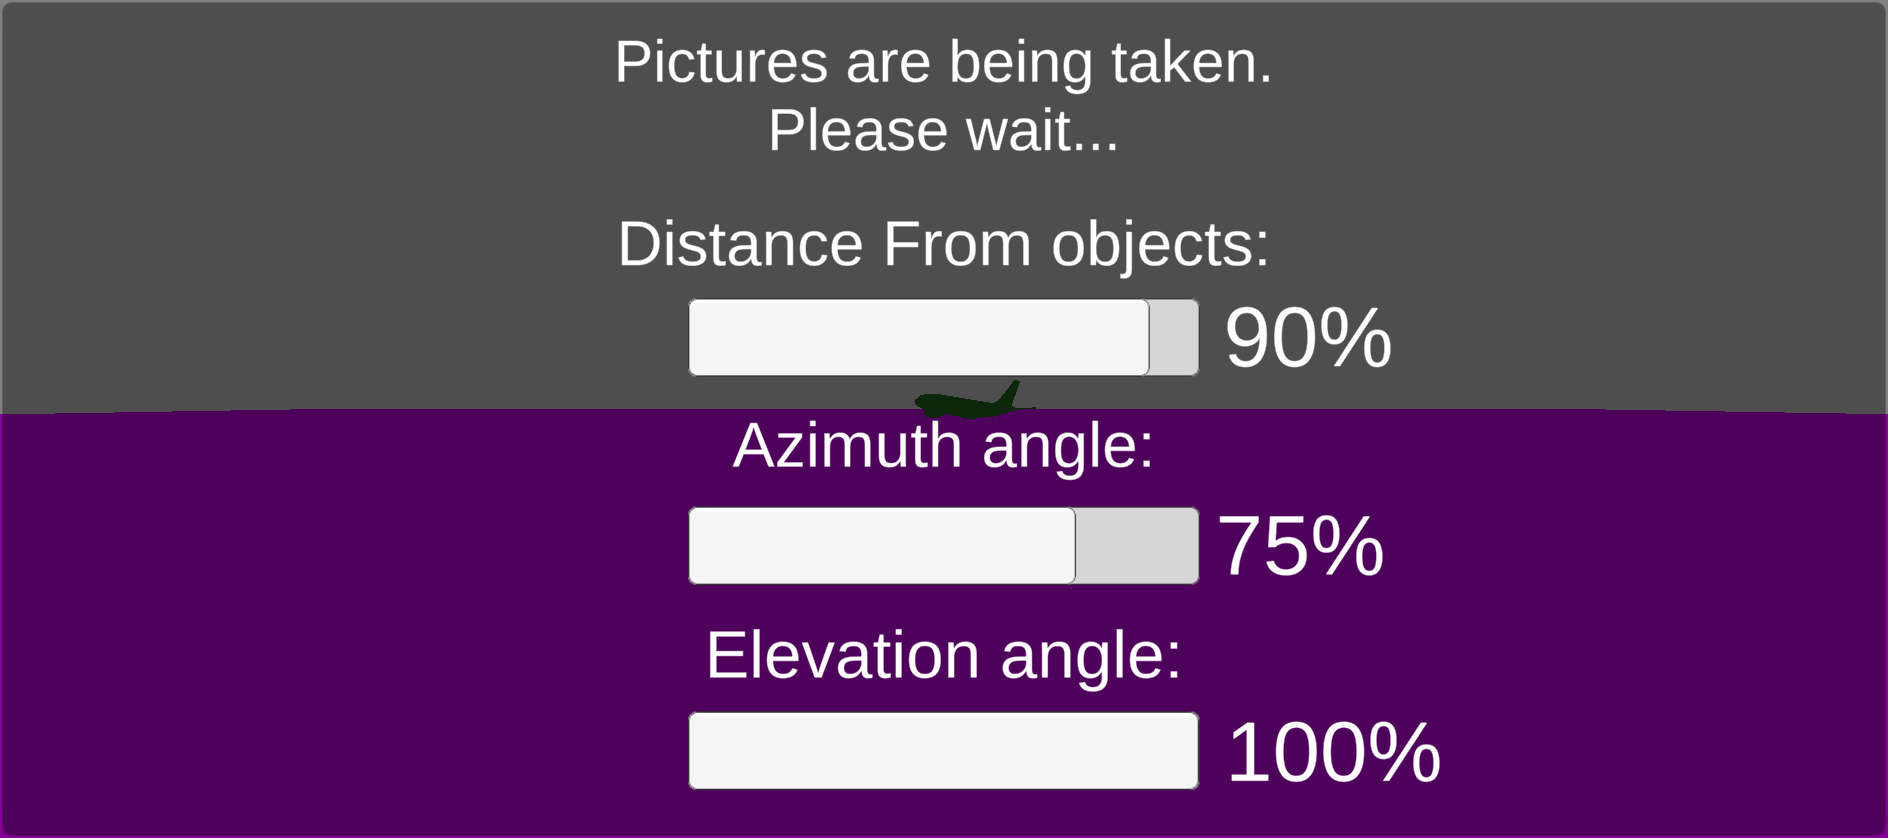 Pictures are being taken.
Please wait...
Distance From objects:
90%
Azimuth angle:
75%
Elevation angle:
100%